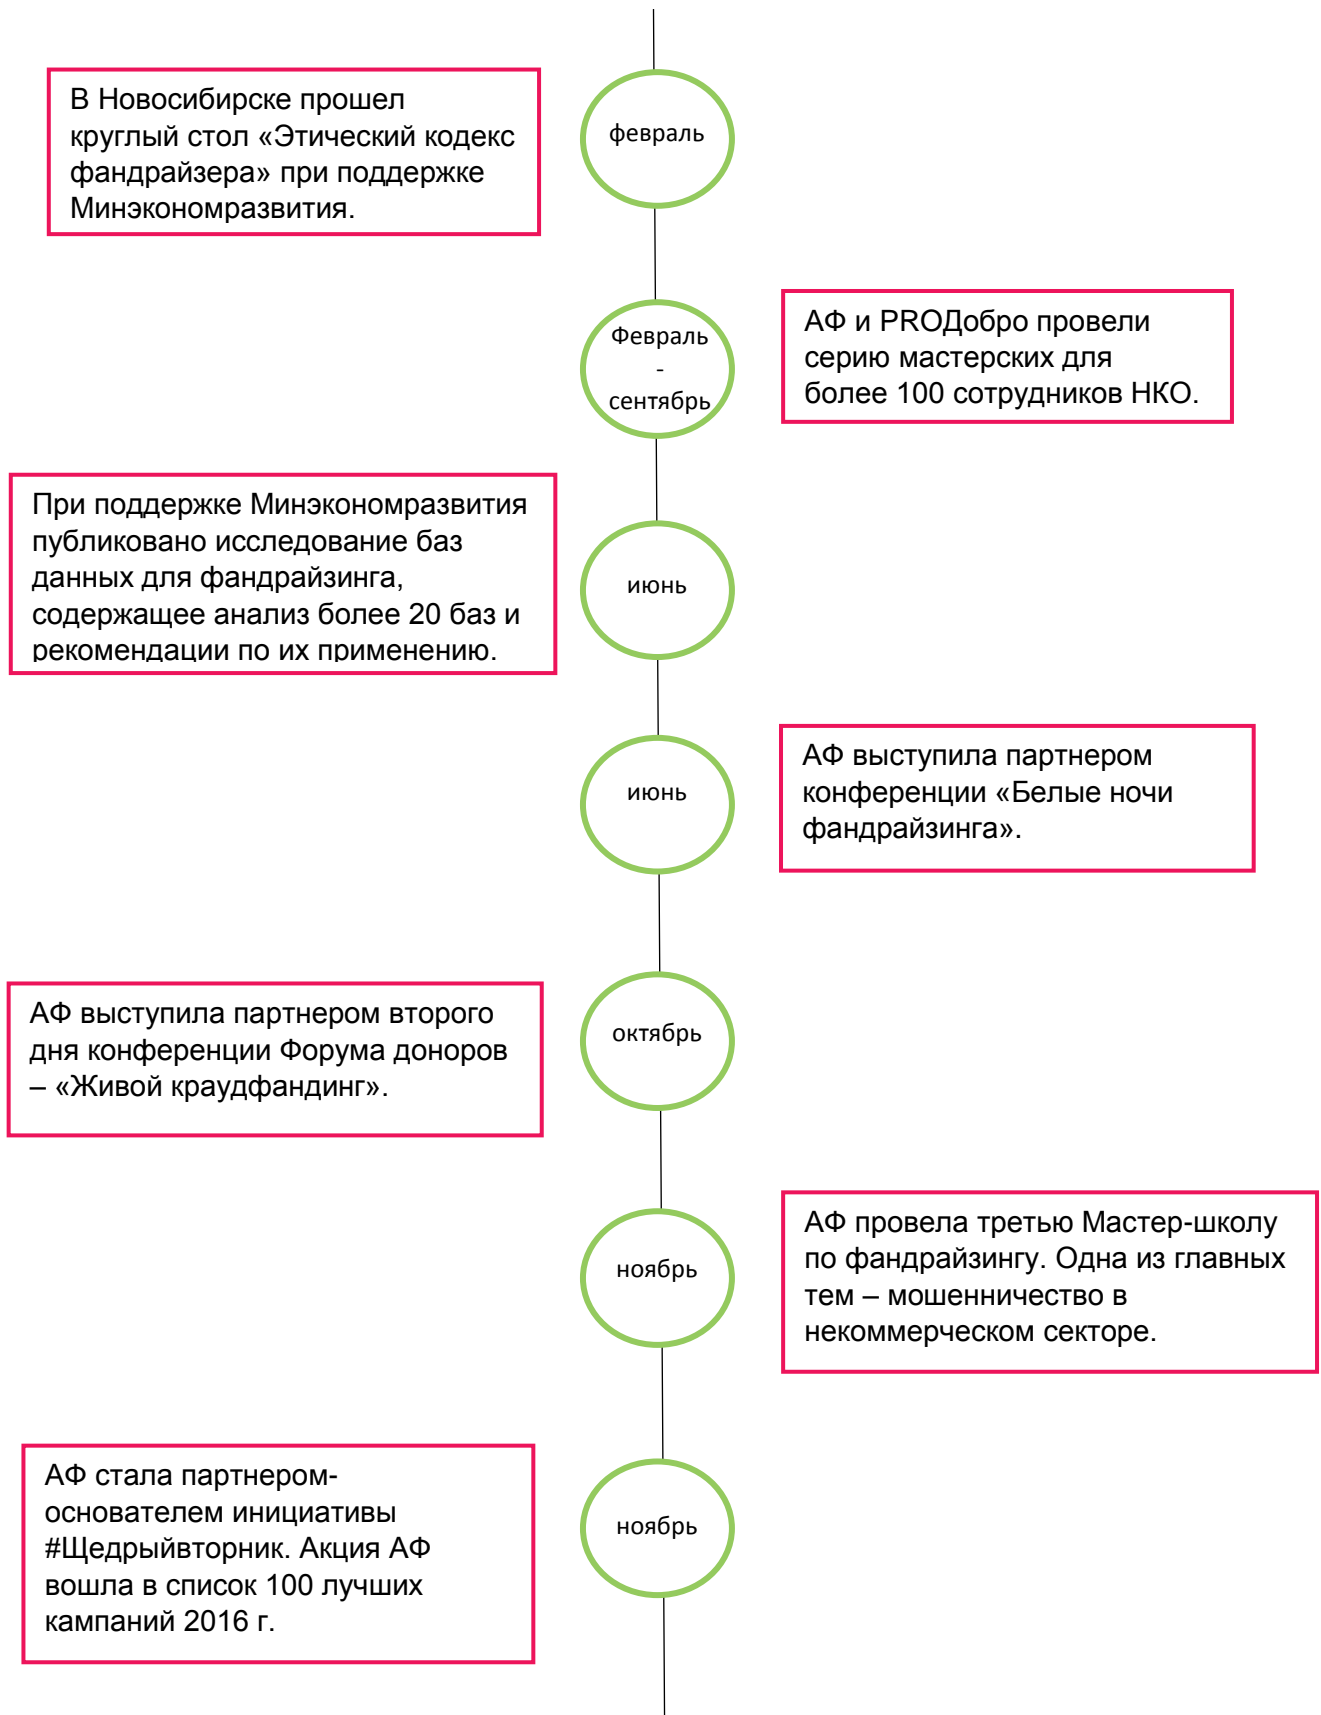 В Новосибирске прошел
круглый стол «Этический кодекс
фандрайзера» при поддержке
Минэкономразвития.
февраль
Февраль
-
сентябрь
АФ и PROДобро провели
серию мастерских для
более 100 сотрудников НКО.
При поддержке Минэкономразвития
публиковано исследование баз
данных для фандрайзинга,
содержащее анализ более 20 баз и
рекомендации по их применению.
июнь
июнь
АФ выступила партнером
конференции «Белые ночи
фандрайзинга».
АФ выступила партнером второго
дня конференции Форума доноров
– «Живой краудфандинг».
октябрь
ноябрь
АФ провела третью Мастер-школу
по фандрайзингу. Одна из главных
тем – мошенничество в
некоммерческом секторе.
АФ стала партнером-
основателем инициативы
#Щедрыйвторник. Акция АФ
вошла в список 100 лучших
кампаний 2016 г.
ноябрь